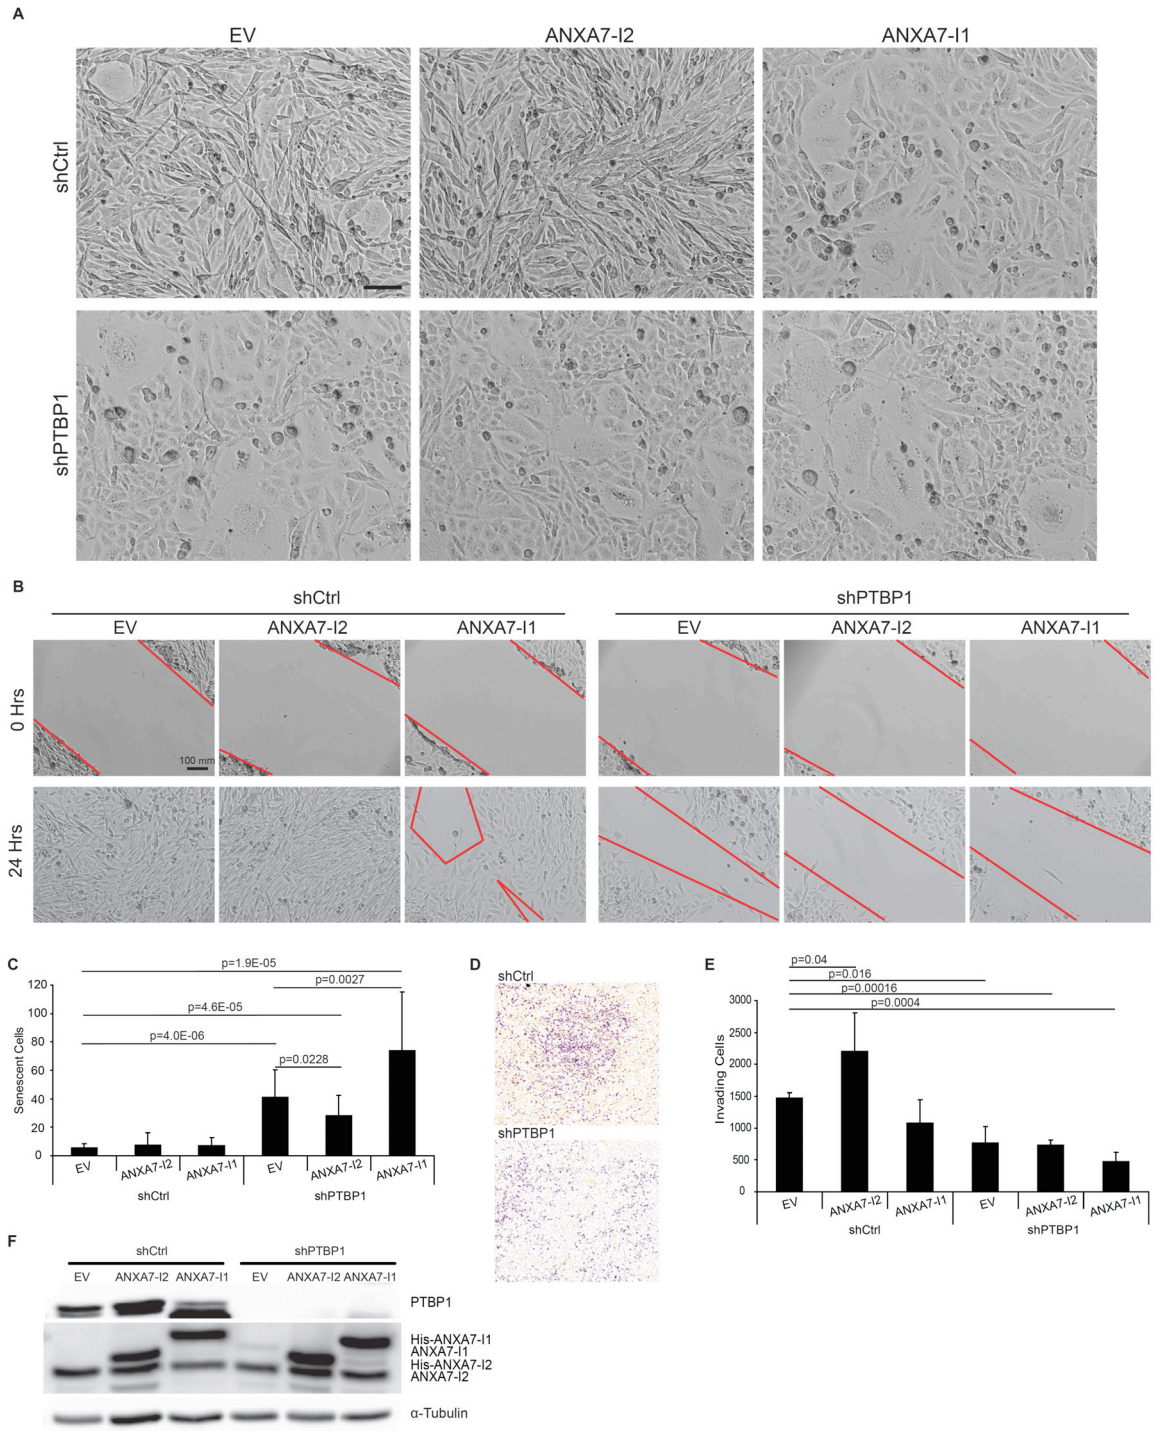 A
EV
ANXA7-I2
ANXA7-I1
shCtrl
shPTBP1
B
shCtrl
shPTBP1
EV
ANXA7-I2
ANXA7-I1
EV
ANXA7-I2
ANXA7-I1
0 Hrs
100 mm
24 Hrs
C
p=1.9E-05
p=0.0027
p=4.6E-05
p=4.0E-06
p=0.0228
Senescent Cells
120
100
80
60
40
20
0
EV
ANXA7-I2
ANXA7-I1
EV
ANXA7-I2
ANXA7-I1
shCtrl
shPTBP1
D
shCtrl
shPTBP1
E
p=0.04
p=0.016
p=0.00016
p=0.0004
Invading Cells
3000
2500
2000
1500
1000
500
0
EV
ANXA7-I2
ANXA7-I1
EV
ANXA7-I2
ANXA7-I1
shCtrl
shPTBP1
F
shCtrl
shPTBP1
EV
ANXA7-I2
ANXA7-I1
EV
ANXA7-I2
ANXA7-I1
PTBP1
His-ANXA7-I1
ANXA7-I1
His-ANXA7-I2
ANXA7-I2
α-Tubulin